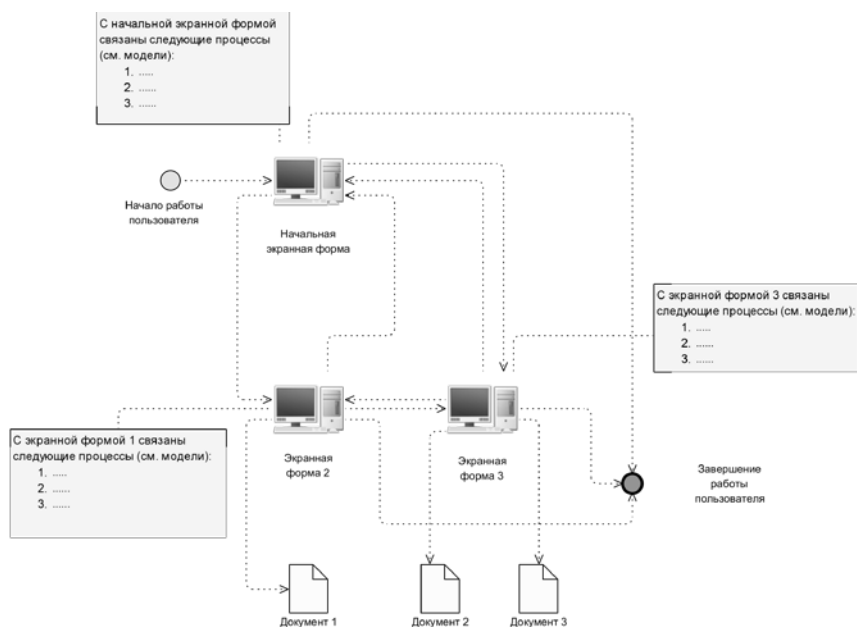 С начальной экранной формой
связаны следующие процессы
(см. модели):
1. .....
2. ......
3. ......
Начало работы
пользователя
Начальная
экранная форма
С экранной формой 3 связаны
следующие процессы (см. модели):
1. .....
2. ......
3. ......
С экранной формой 1 связаны
следующие процессы (см. модели):
1. .....
2. ......
3. ......
Экранная
форма 2
Экранная
форма 3
Завершение
работы
пользователя
Документ 1
Документ 2
Документ 3